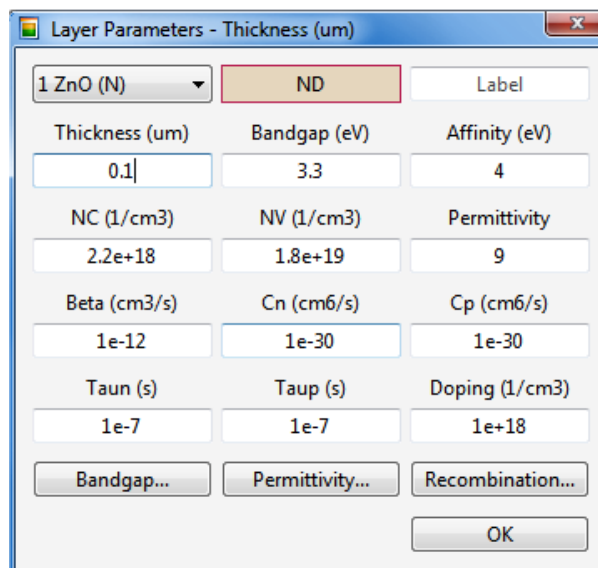 Layer Parameters - Thickness (um)
1 ZnO (N) ND Label
Thickness (um) Bandgap (eV) Affinity (eV)
0.1 3.3 4
NC (1/cm3) NV (1/cm3) Permittivity
2.2e+18 1.8e+19 9
Beta (cm3/s) Cn (cm6/s) Cp (cm6/s)
1e-12 1e-30 1e-30
Taun (s) Taup (s) Doping (1/cm3)
1e-7 1e-7 1e+18
Bandgap... Permittivity... Recombination...
OK